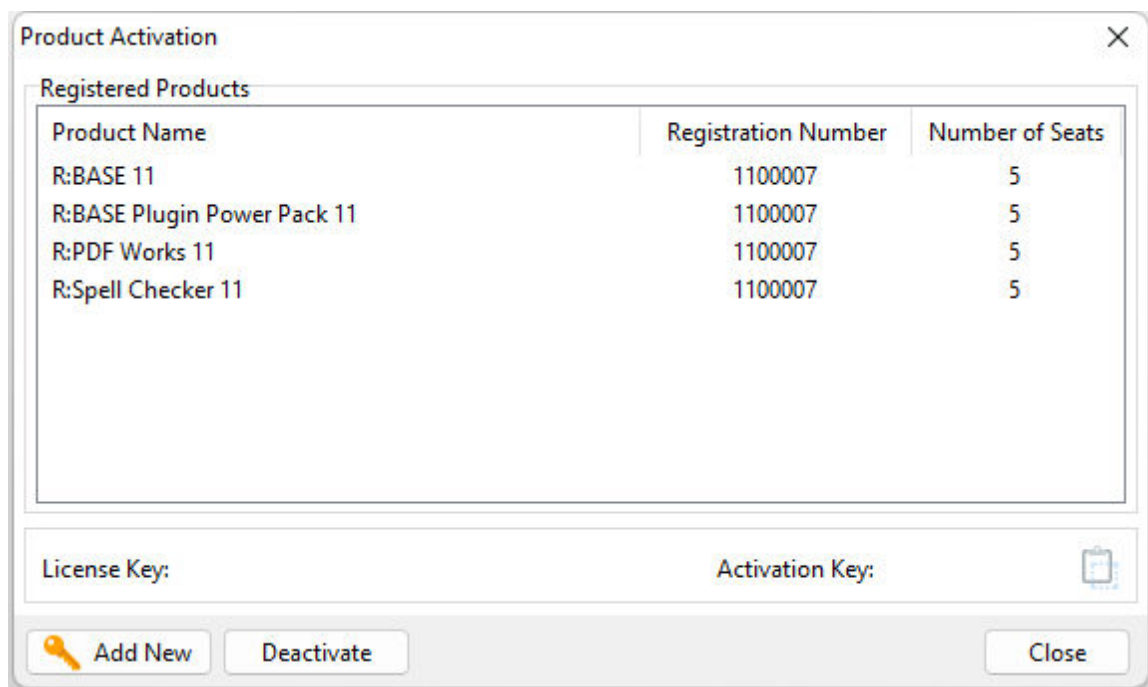 Product Activation
Registered Products
Product Name Registration Number Number of Seats
R:BASE 11 1100007 5
R:BASE Plugin Power Pack 11 1100007 5
R:PDF Works 11 1100007 5
R:Spell Checker 11 1100007 5
License Key: Activation Key:
Add New Deactivate Close